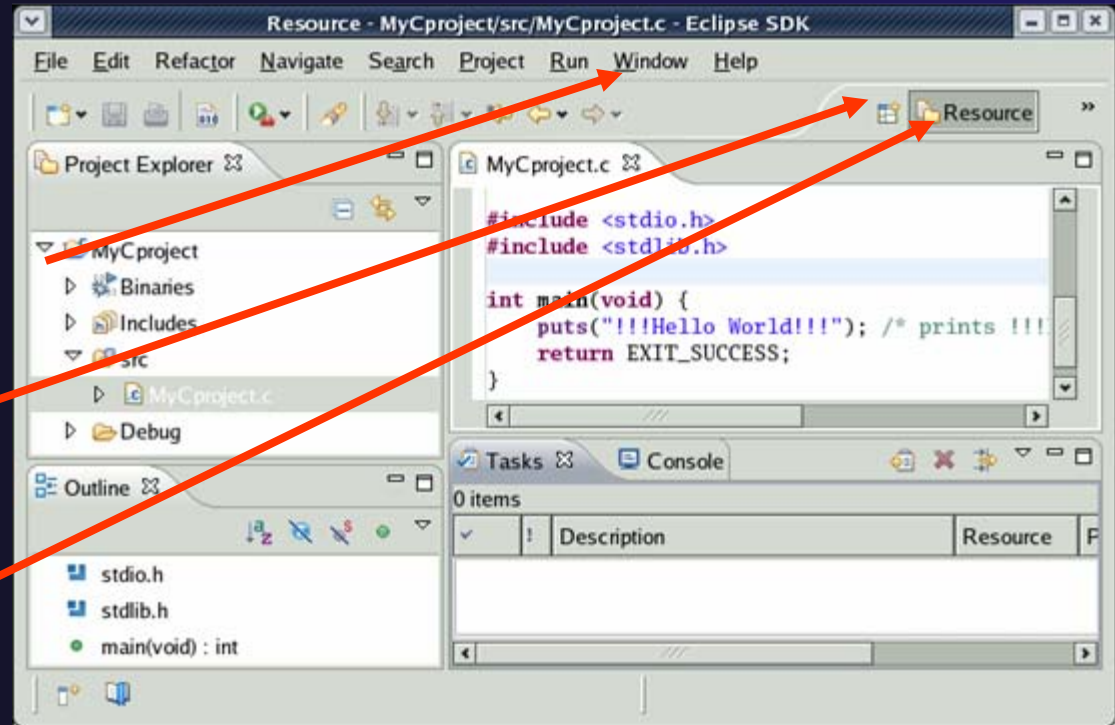 Resource - MyCproject/src/MyCproject.c - Eclipse SDK
File Edit Refactor Navigate Search Project Run Window Help
010
Resource »
Project Explorer
MyCproject
Binaries
Includes
src
MyCproject.c
Debug
MyCproject.c
#include <stdio.h>
#include <stdlib.h>
int main(void) {
puts("!!!Hello World!!!"); /* prints !!!
return EXIT_SUCCESS;
}
Outline
stdio.h
stdlib.h
main(void) : int
Tasks Console
0 items
! Description Resource